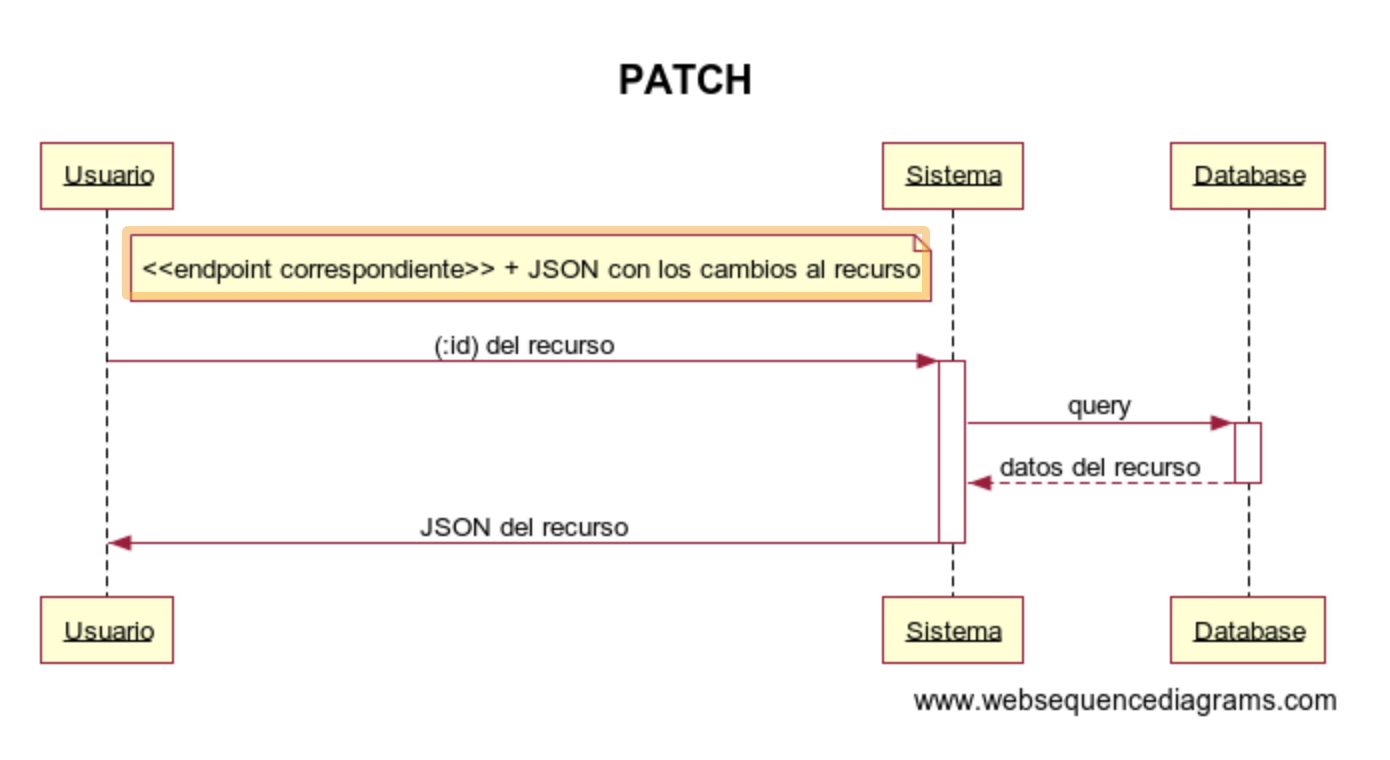 PATCH
Usuario
Sistema
Database
<<endpoint correspondiente>> + JSON con los cambios al recurso
(:id) del recurso
query
datos del recurso
JSON del recurso
Usuario
Sistema
Database
www.websequencediagrams.com